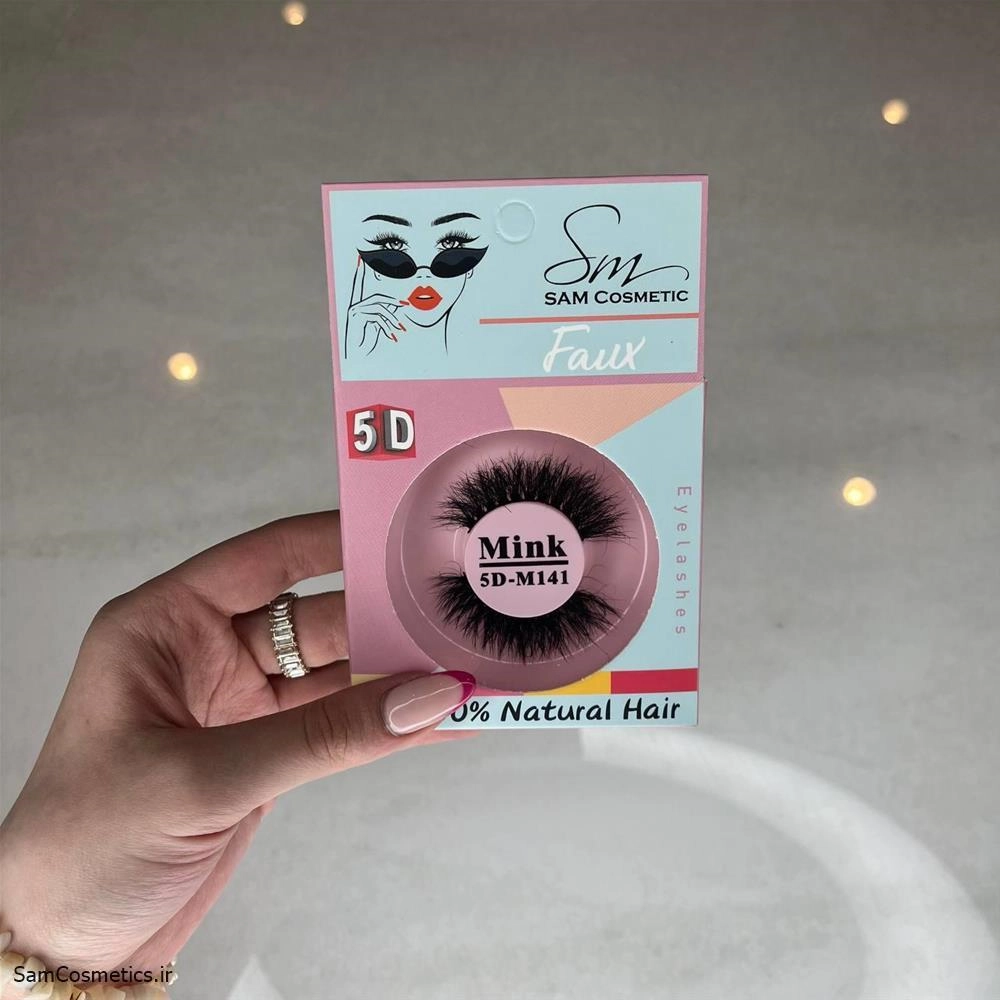 Sm
SAM COSMETIC
Faux
5D
Mink
5D-M141
Eyelashes
0% Natural Hair
SamCosmetics.ir